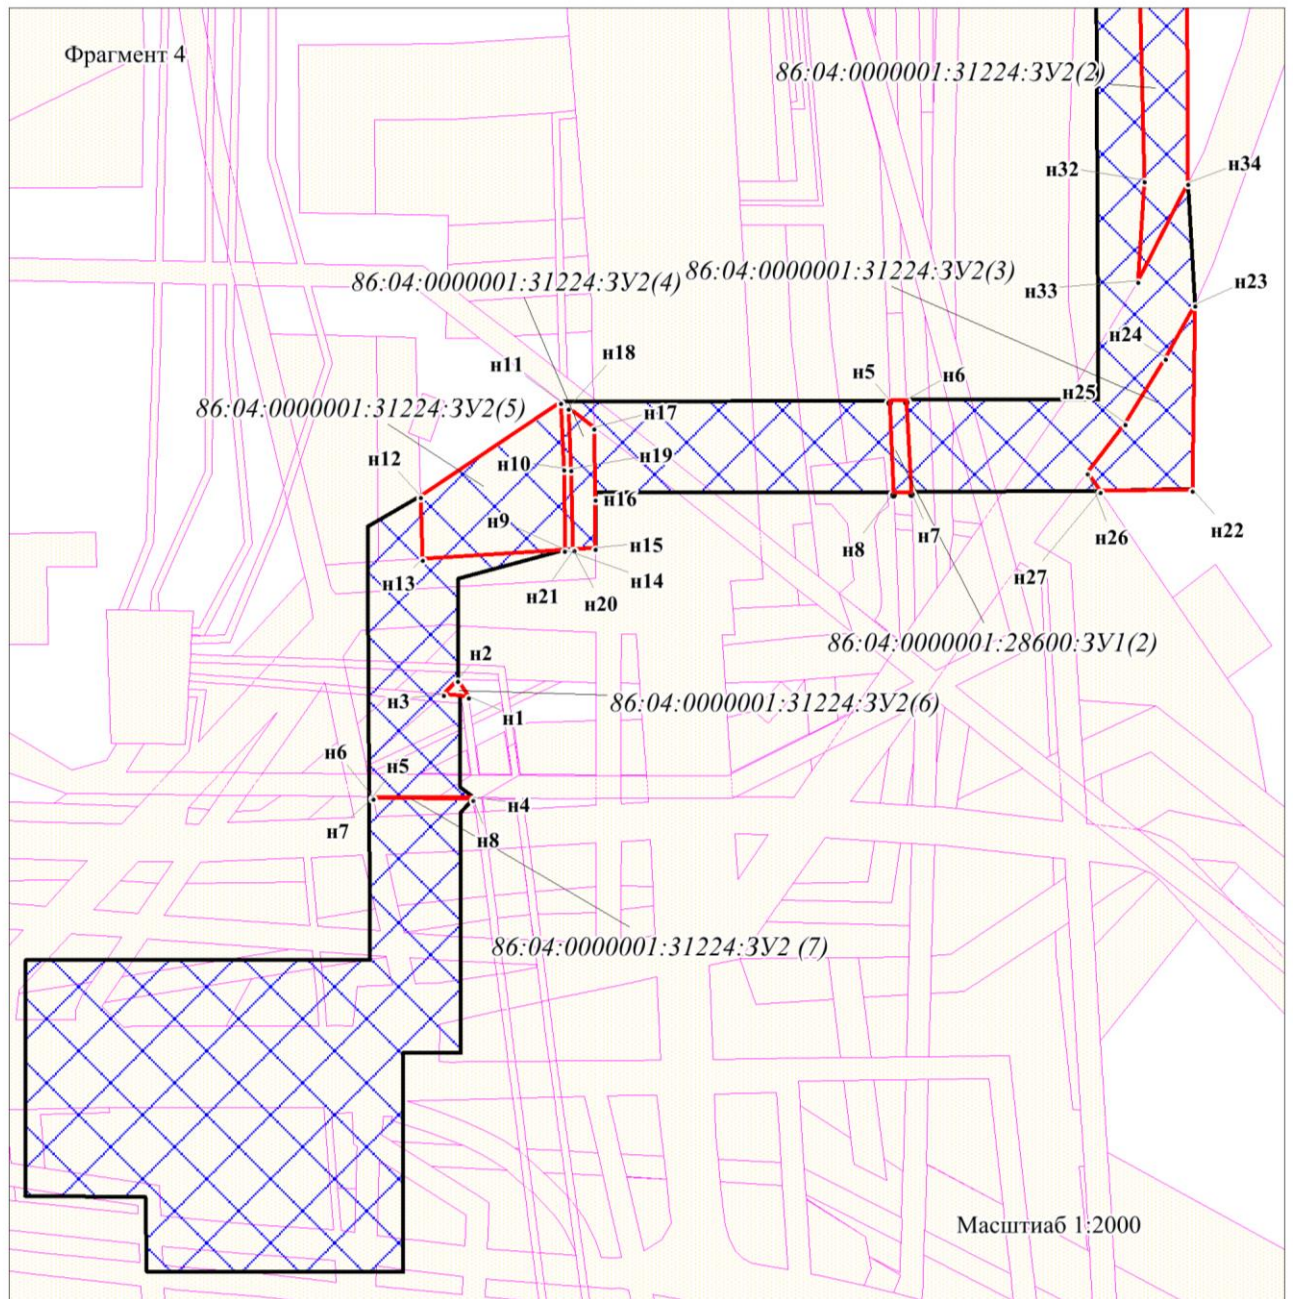 Фрагмент 4
86:04:0000001:31224:ЗУ2(2)
н32
н34
86:04:0000001:31224:ЗУ2(4)
86:04:0000001:31224:ЗУ2(3)
н33
н23
н24
н11
н18
н5
н6
н25
86:04:0000001:31224:ЗУ2(5)
н17
н12
н10
н19
н16
н9
н15
н8
н7
н26
н22
н13
н14
н27
н21
н20
86:04:0000001:28600:ЗУ1(2)
н2
н3
н1
86:04:0000001:31224:ЗУ2(6)
н6
н5
н4
н7
н8
86:04:0000001:31224:ЗУ2 (7)
Масштиаб 1:2000